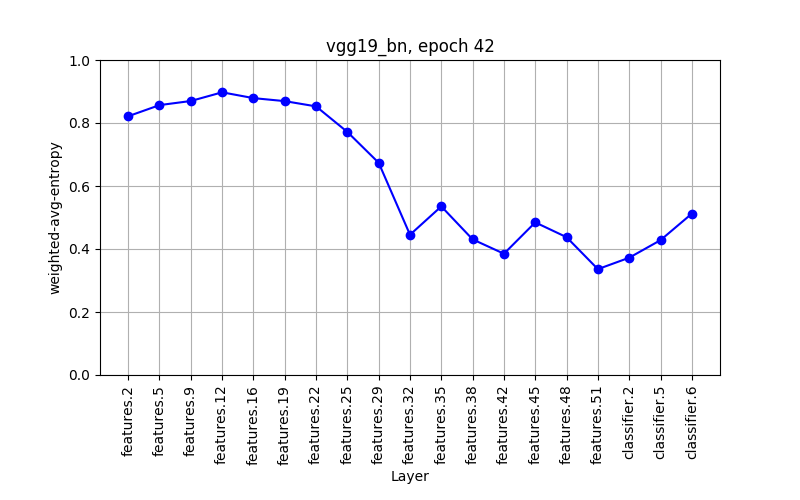 vgg19_bn, epoch 42
1.0
0.8
0.6
0.4
0.2
0.0
weighted-avg-entropy
features.2
features.5
features.9
features.12
features.16
features.19
features.22
features.25
features.29
features.32
features.35
features.38
features.42
features.45
features.48
features.51
classifier.2
classifier.5
classifier.6
Layer